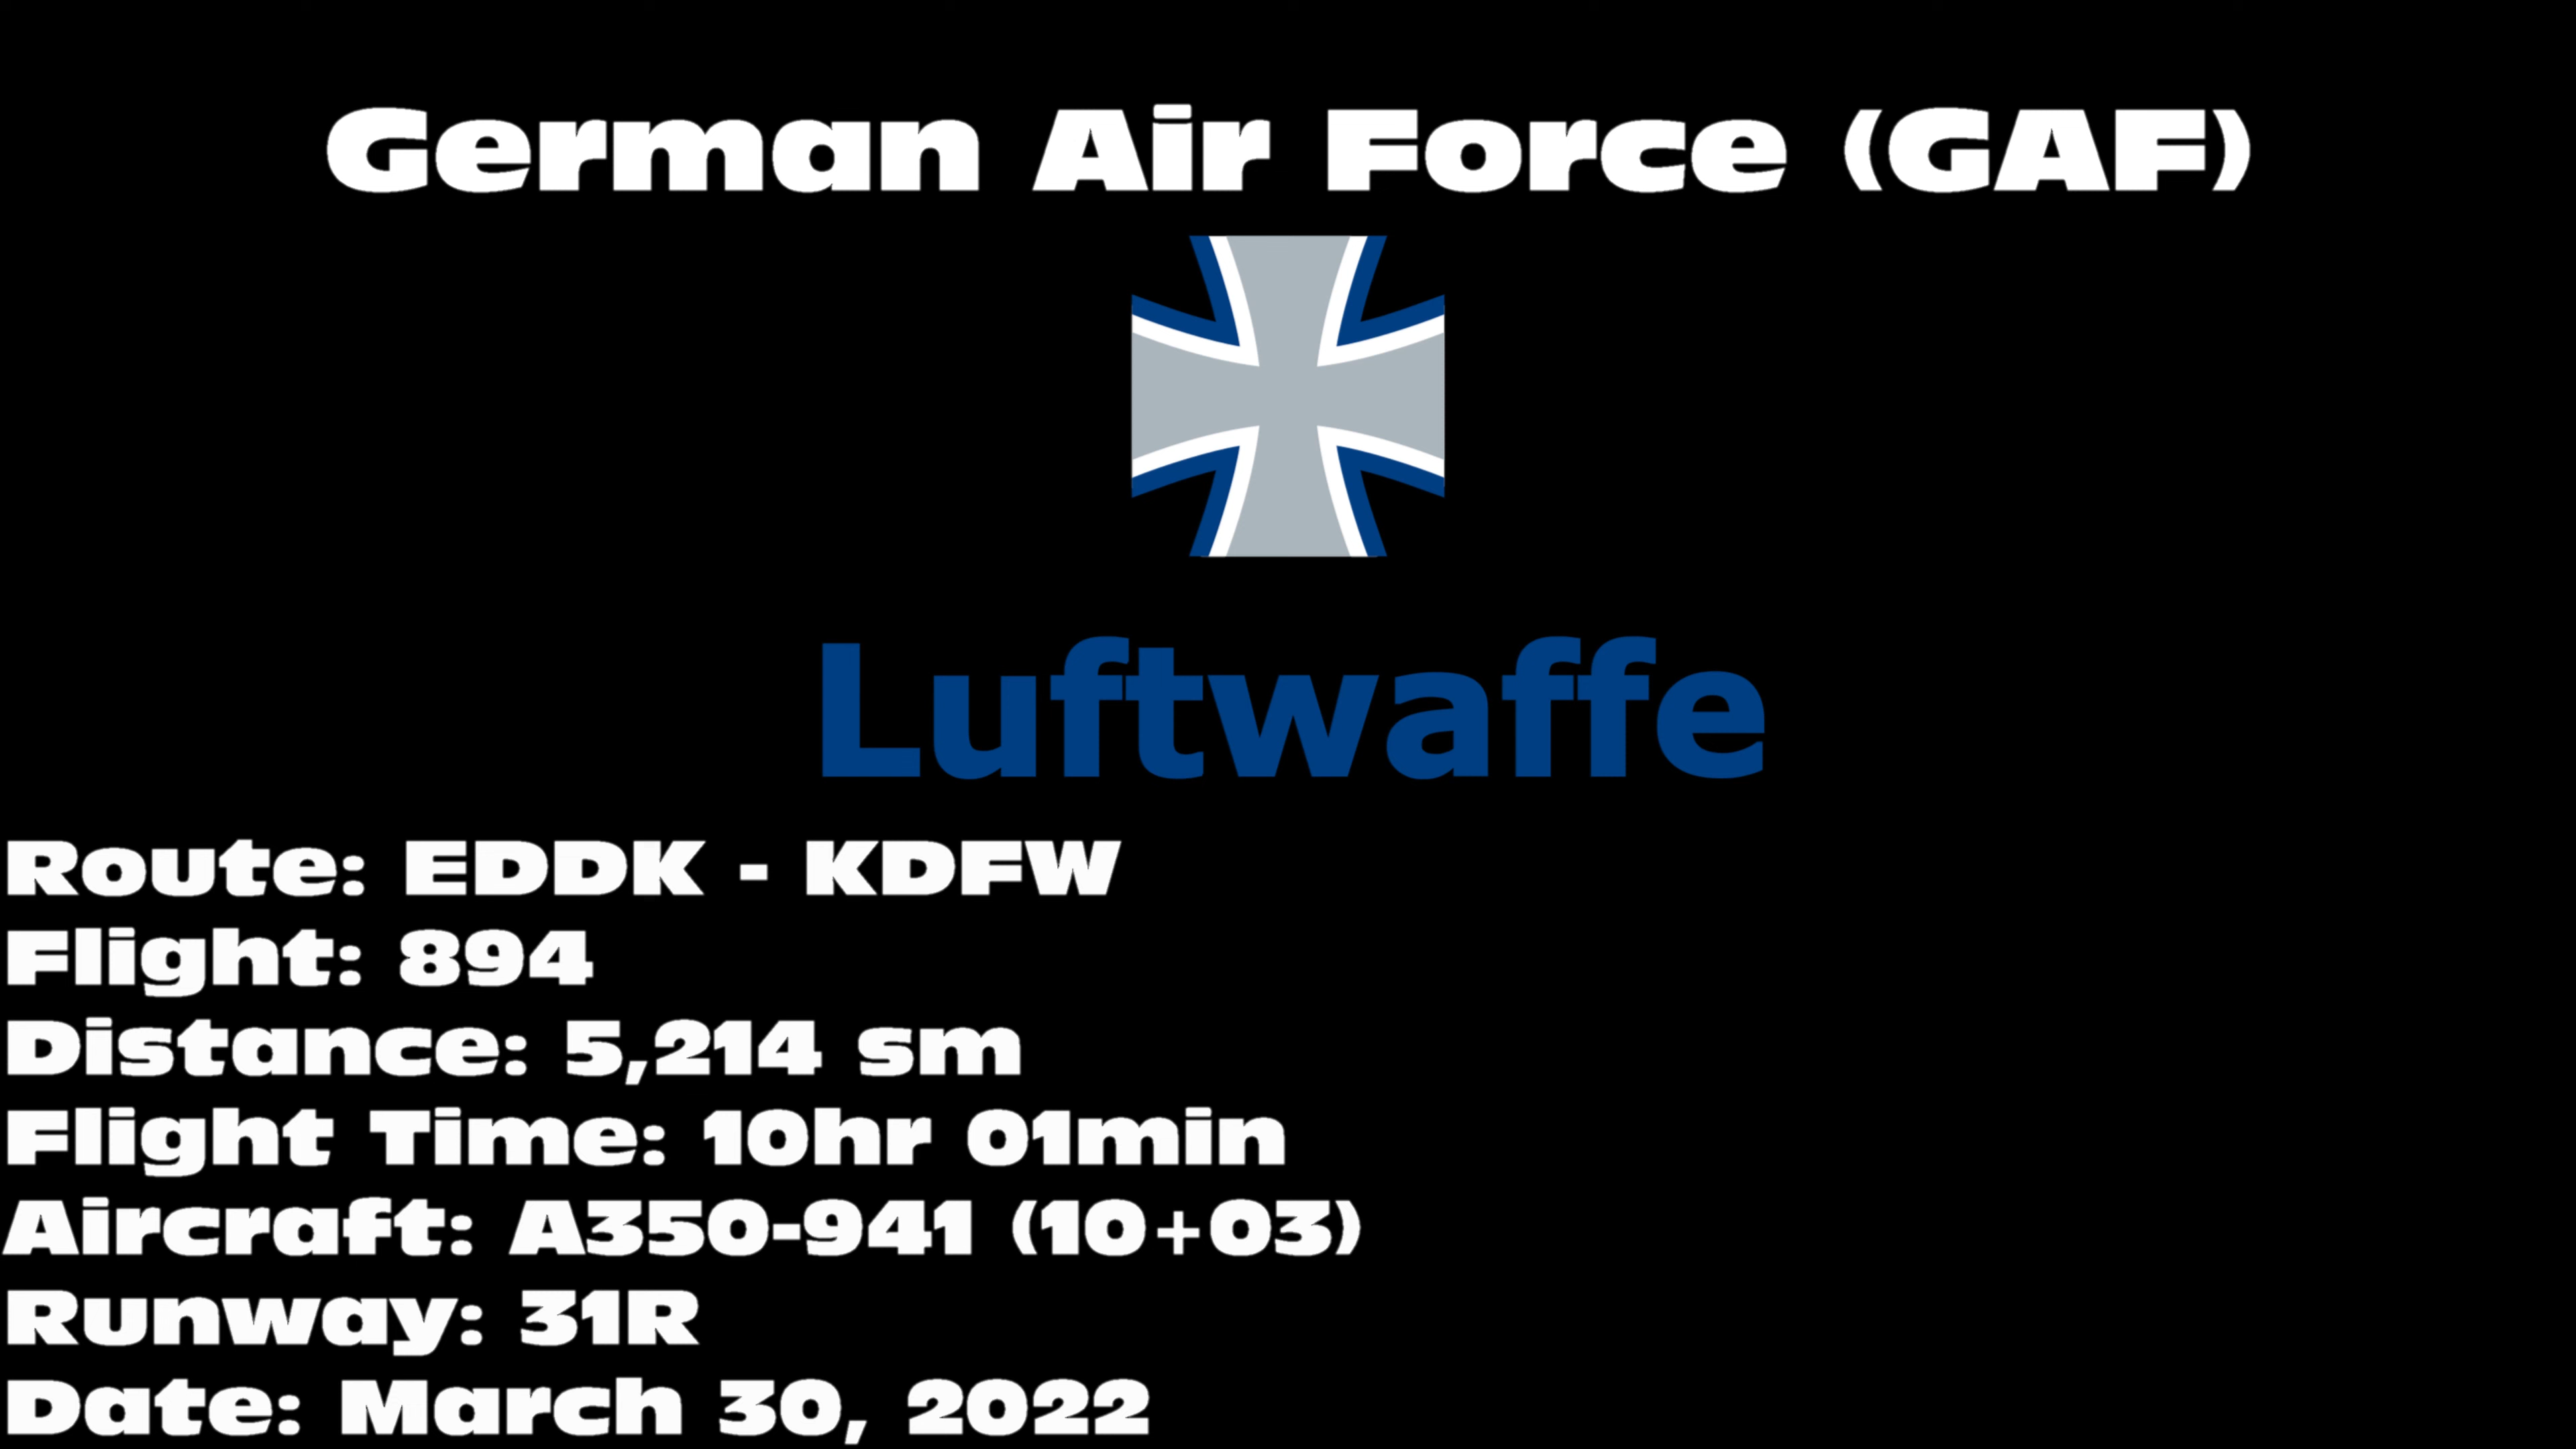 German Air Force (GAF)
Luftwaffe
Route: EDDK - KDFW
Flight: 894
Distance: 5,214 sm
Flight Time: 10hr 01min
Aircraft: A350-941 (10+03)
Runway: 31R
Date: March 30, 2022